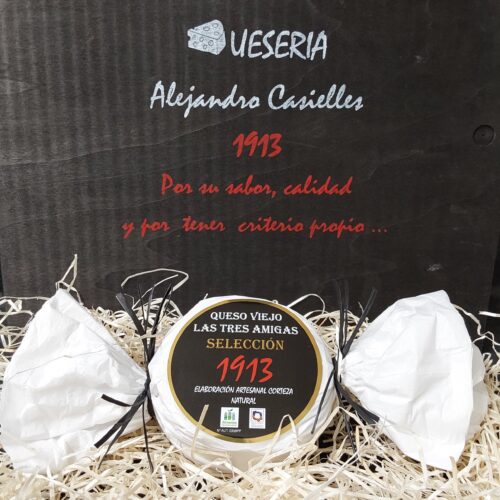 UESERIA
Alejandro Casielles
1913
Por su sabor, calidad
y por tener criterio propio ...
QUESO VIEJO
LAS TRES AMIGAS
SELECCIÓN
1913
ELABORACIÓN ARTESANAL CORTEZA
NATURAL